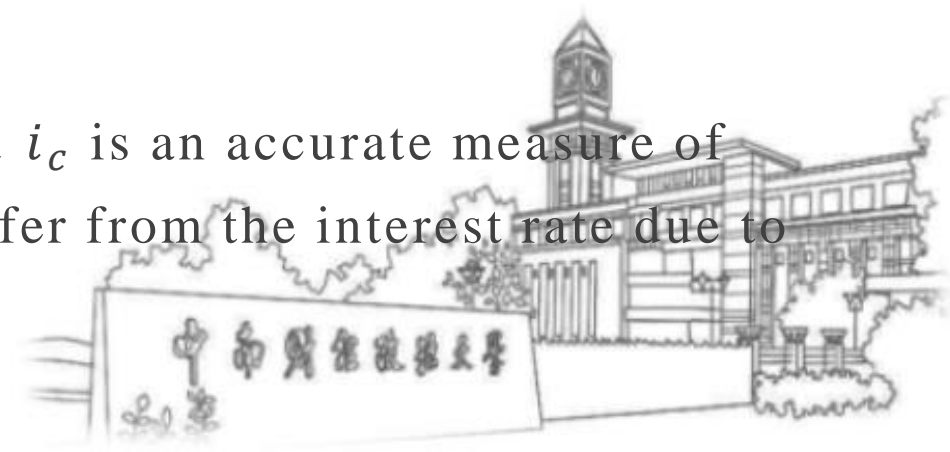 i_c is an accurate measure of
fer from the interest rate due to
中南财经政法大学